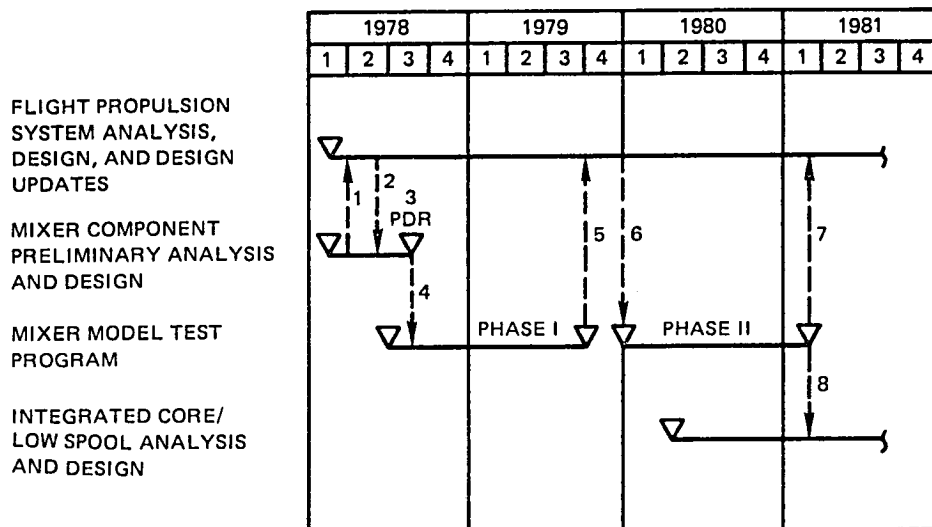 1978 1979 1980 1981
1 2 3 4 1 2 3 4 1 2 3 4 1 2 3 4
FLIGHT PROPULSION
SYSTEM ANALYSIS,
DESIGN, AND DESIGN
UPDATES
1 2 3
PDR
5 6 7
MIXER COMPONENT
PRELIMINARY ANALYSIS
AND DESIGN
4
MIXER MODEL TEST
PROGRAM
PHASE I PHASE II
8
INTEGRATED CORE/
LOW SPOOL ANALYSIS
AND DESIGN